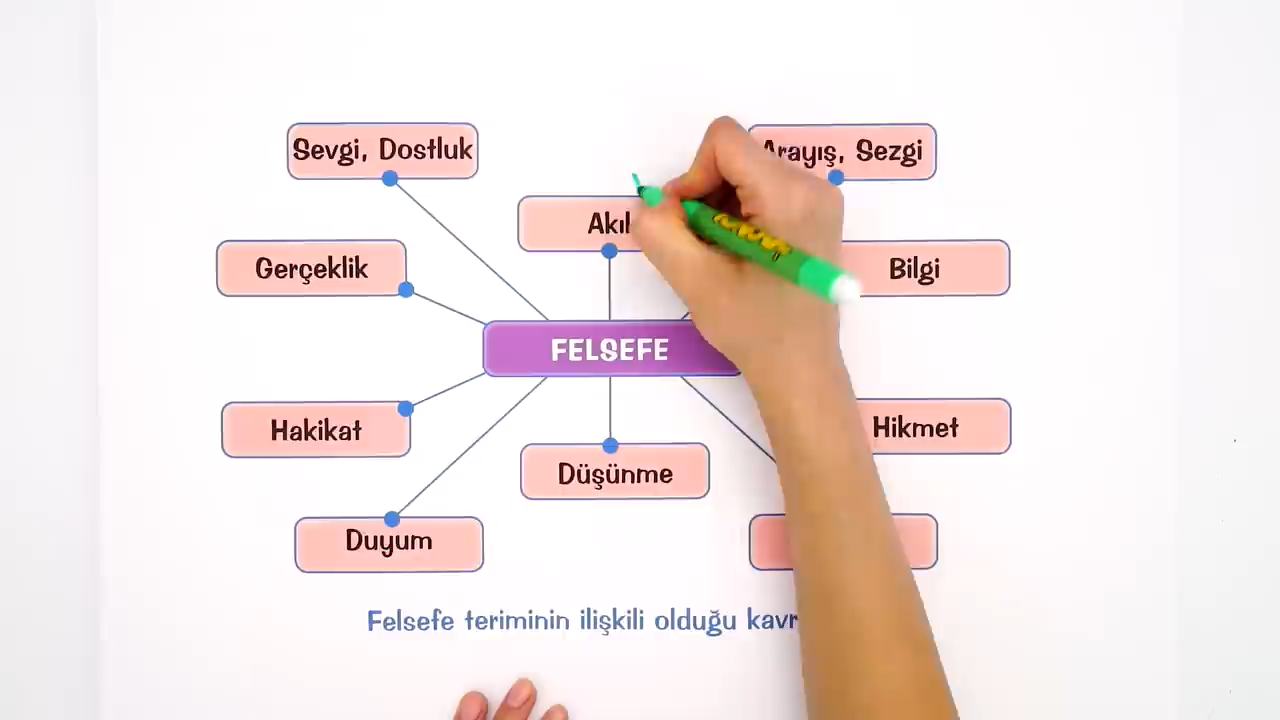 Sevgi, Dostluk
Arayış, Sezgi
Akıl
Gerçeklik
Bilgi
FELSEFE
Hakikat
Hikmet
Düşünme
Duyum
Felsefe teriminin ilişkili olduğu